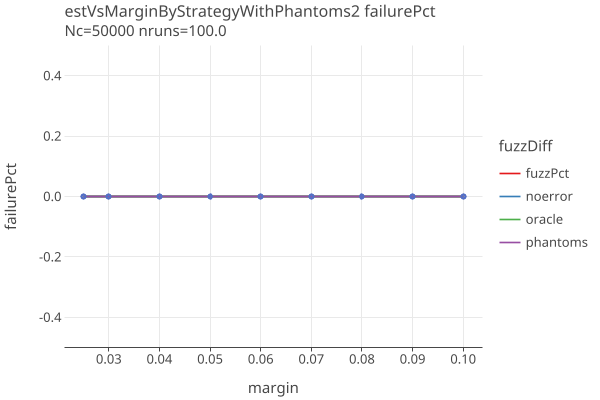 estVsMarginByStrategyWithPhantoms2 failurePct
Nc=50000 nruns=100.0
failurePct
0.4
0.2
0.0
-0.2
-0.4
0.03 0.04 0.05 0.06 0.07 0.08 0.09 0.10
margin
fuzzDiff
fuzzPct
noerror
oracle
phantoms